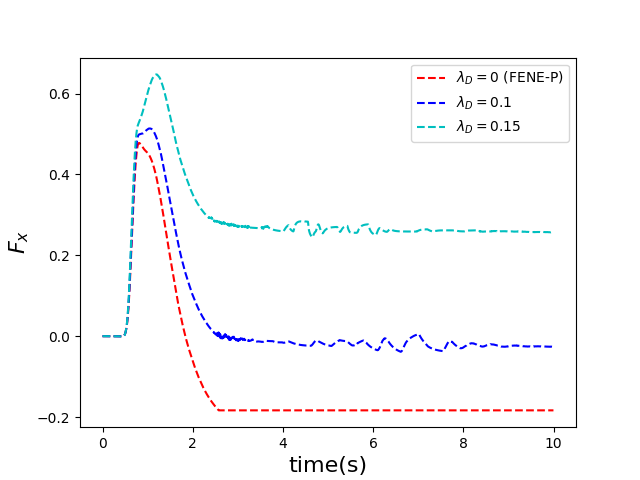 λ_D = 0 (FENE-P)
λ_D = 0.1
λ_D = 0.15
0.6
0.4
0.2
0.0
−0.2
F_x
0 2 4 6 8 10
time(s)